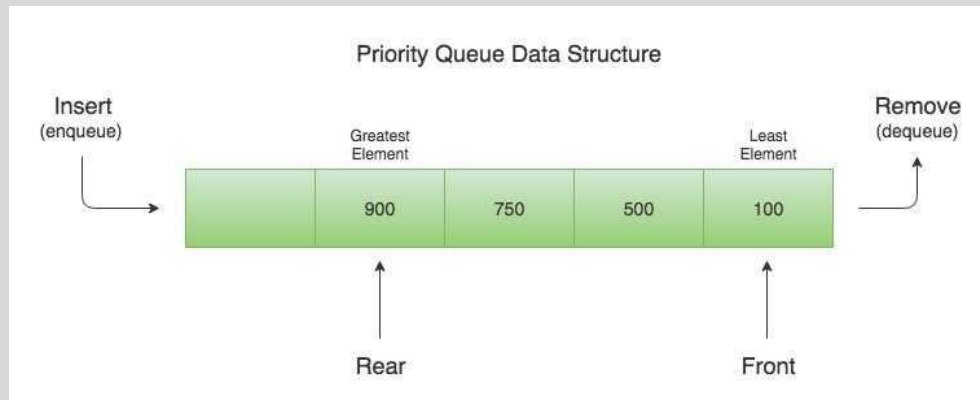 Priority Queue Data Structure
Insert
(enqueue)
Remove
(dequeue)
Greatest
Element
Least
Element
900
750
500
100
Rear
Front